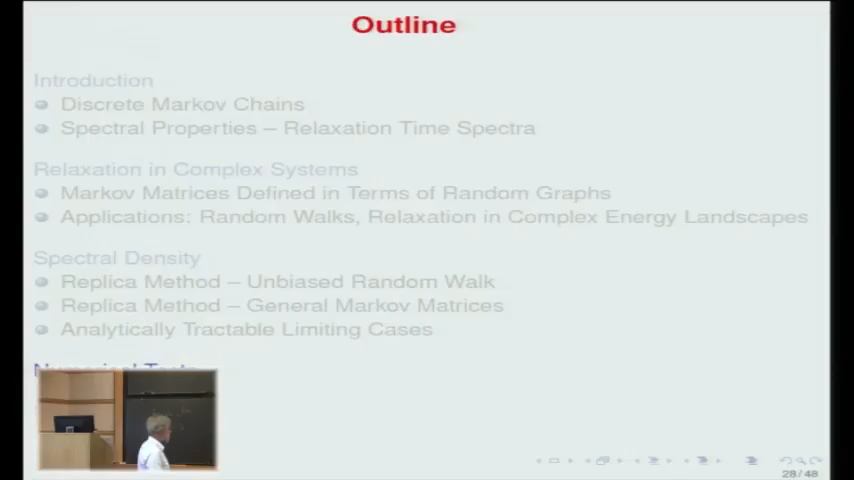 Outline
Introduction
Discrete Markov Chains
Spectral Properties – Relaxation Time Spectra
Relaxation in Complex Systems
Markov Matrices Defined in Terms of Random Graphs
Applications: Random Walks, Relaxation in Complex Energy Landscapes
Spectral Density
Replica Method – Unbiased Random Walk
Replica Method – General Markov Matrices
Analytically Tractable Limiting Cases
28/48